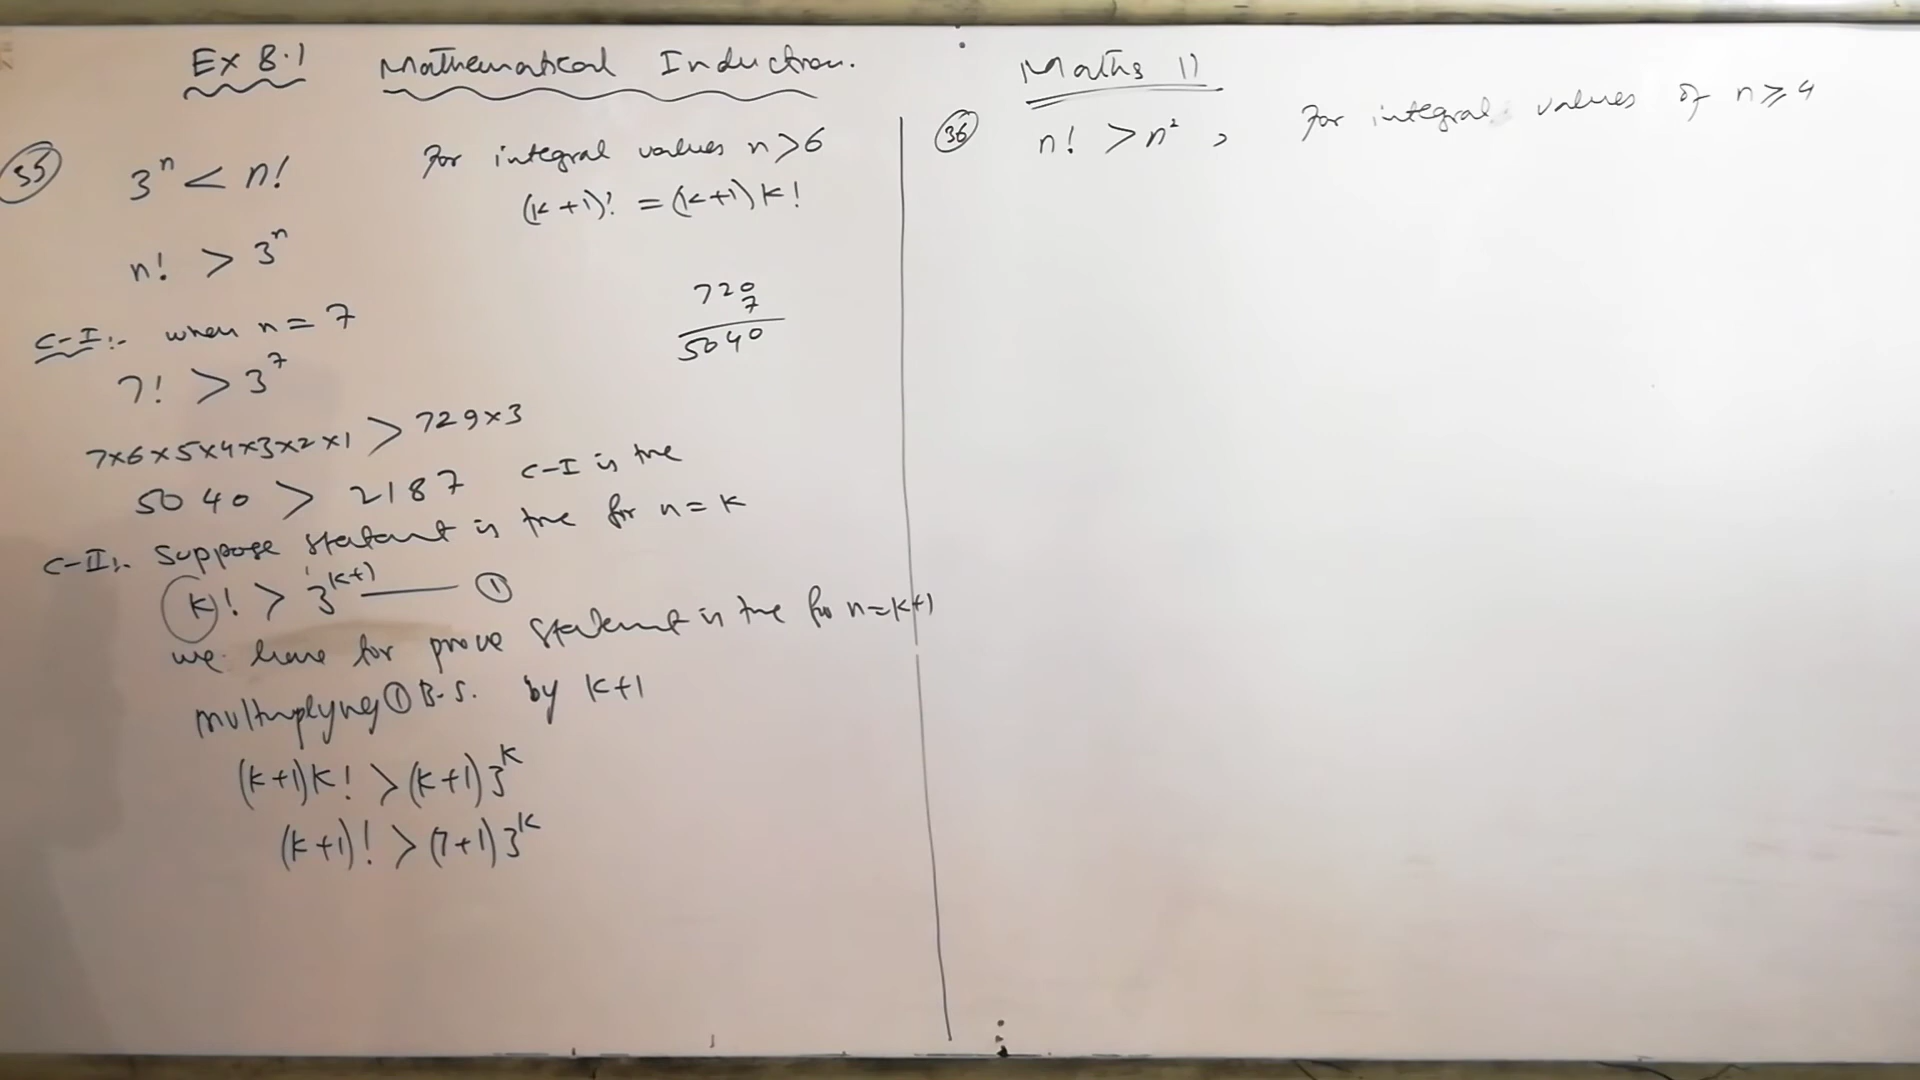 Ex 8.1 Mathematical Induction.
Maths 11
35 3ⁿ < n! For integral values n>6
(k+1)! = (k+1)k!
n! > 3ⁿ
720
7
5040
C-I:- when n = 7
7! > 3⁷
7×6×5×4×3×2×1 > 729×3
5040 > 2187 C-I is true
C-II:- Suppose statement is true for n = k
k! > 3^(k+1) —— ①
we have for prove statement is true for n=k+1
multiplying ① B-S. by k+1
(k+1)k! > (k+1)3ᵏ
(k+1)! > (7+1)3ᵏ
36 n! > n² , For integral values of n ⩾ 4